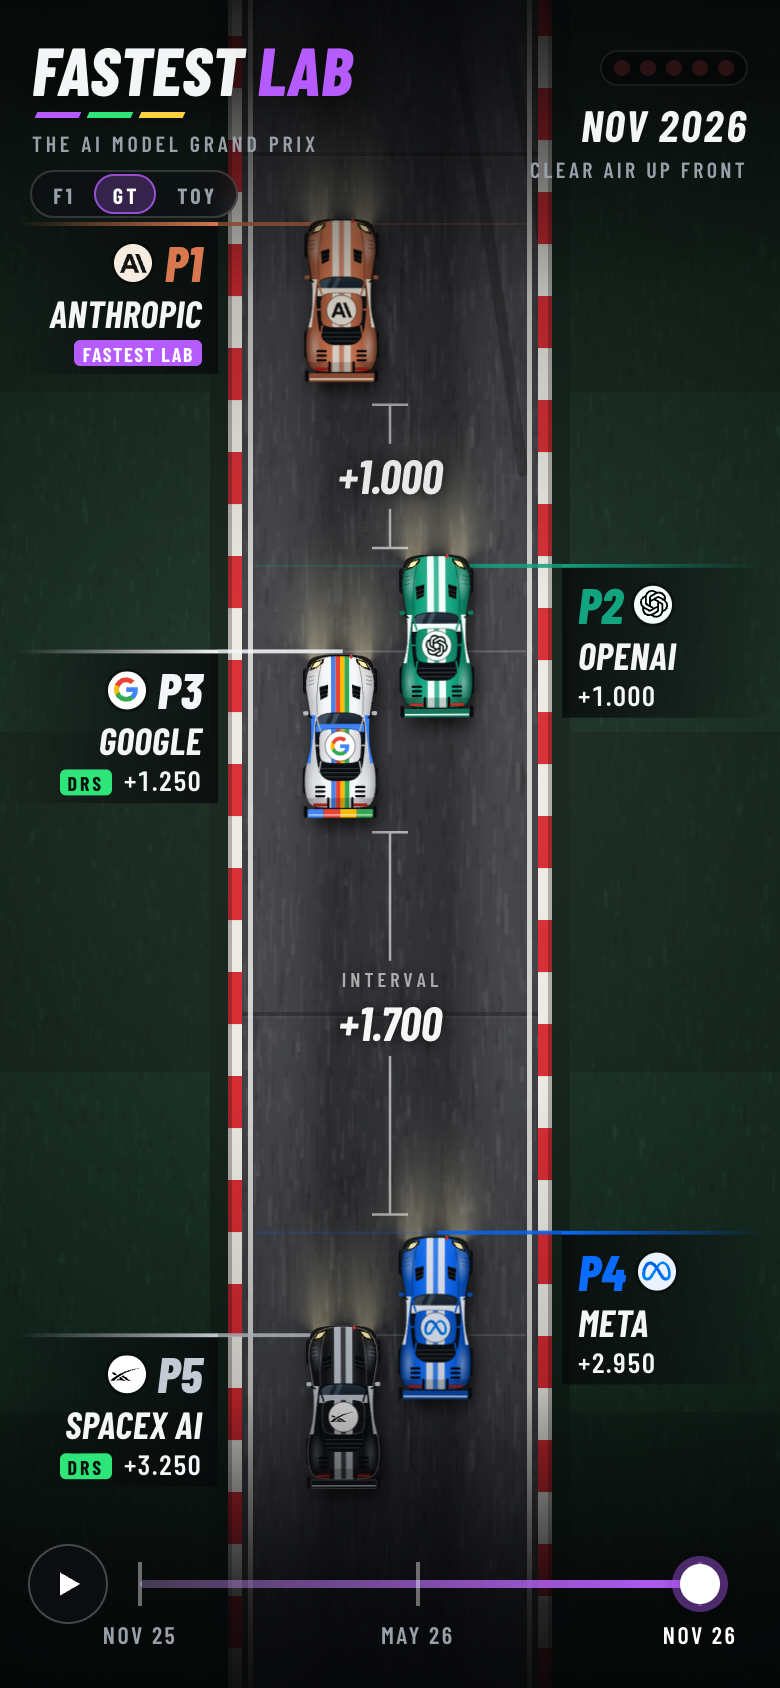 FASTEST LAB
THE AI MODEL GRAND PRIX
F1 GT TOY
NOV 2026
CLEAR AIR UP FRONT
P1
ANTHROPIC
FASTEST LAB
+1.000
P2
OPENAI
+1.000
P3
GOOGLE
DRS +1.250
INTERVAL
+1.700
P4
META
+2.950
P5
SPACEX AI
DRS +3.250
NOV 25
MAY 26
NOV 26